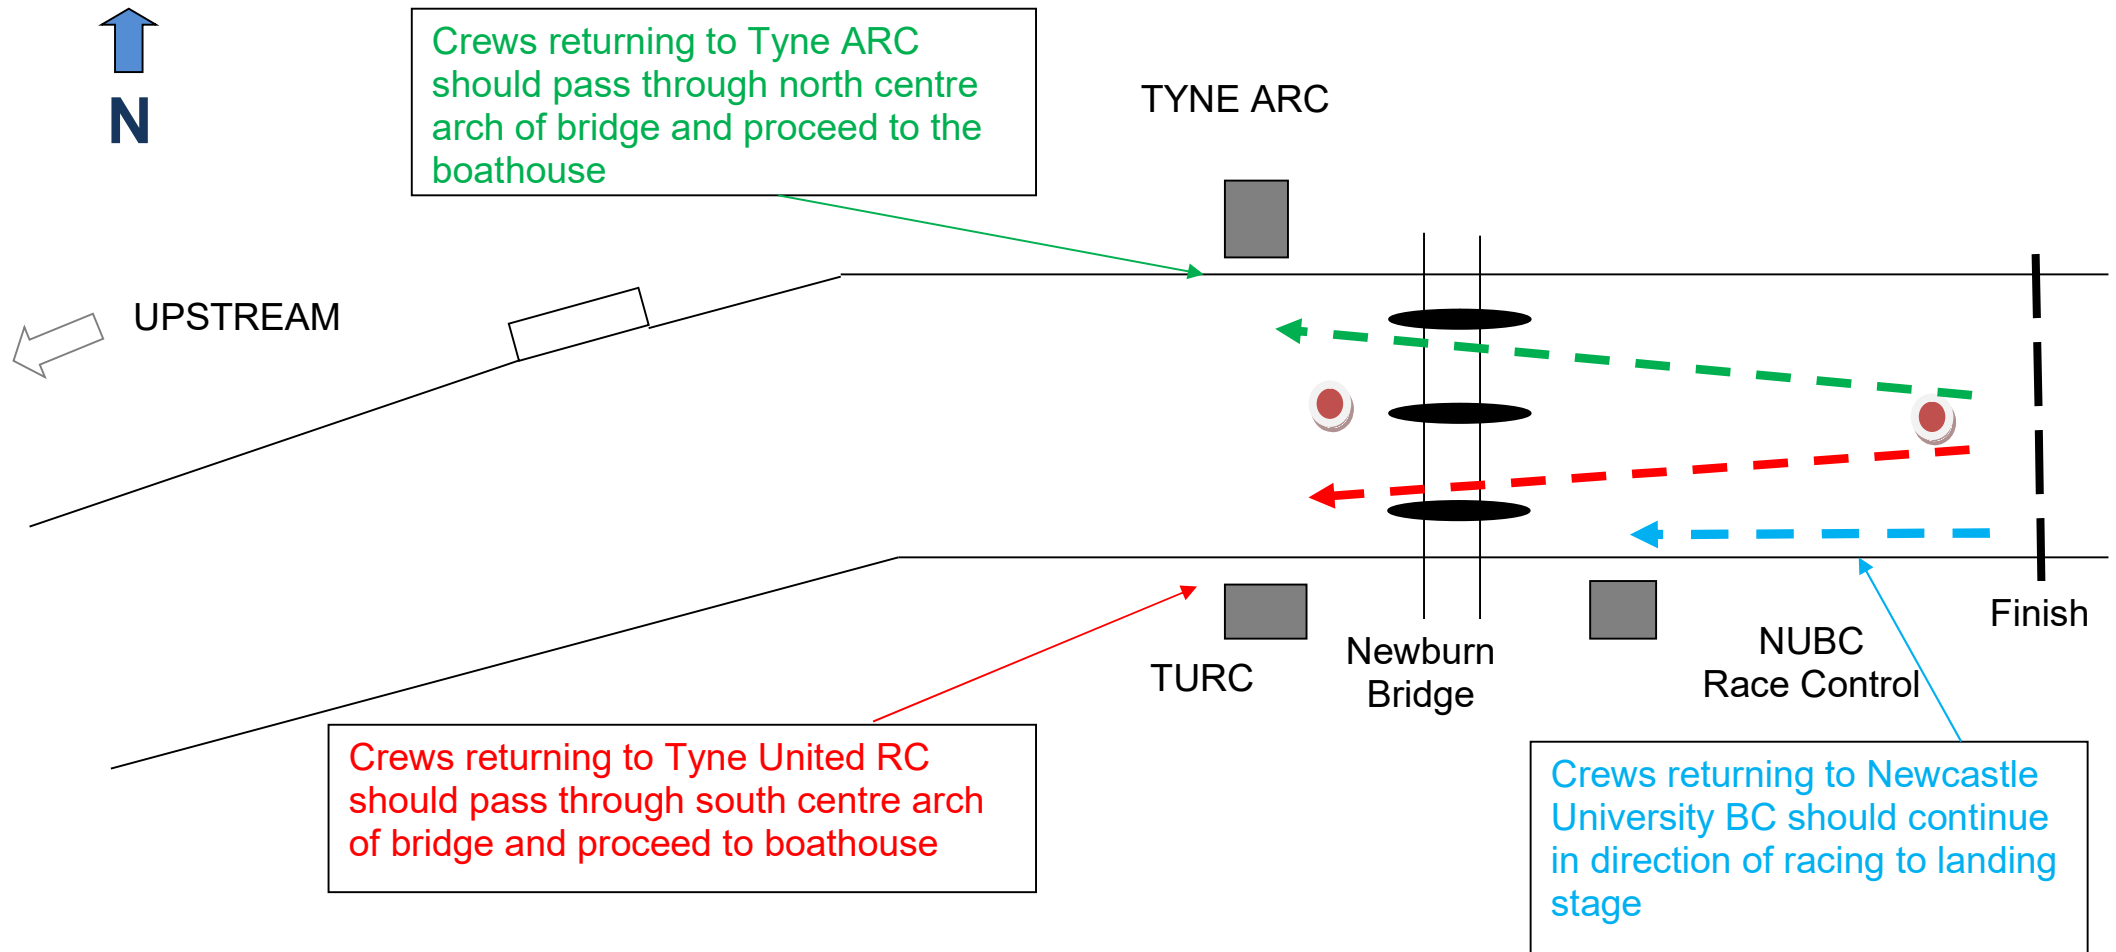 Crews returning to Tyne ARC
should pass through north centre
arch of bridge and proceed to the
boathouse
N
TYNE ARC
UPSTREAM
Finish
NUBC
Race Control
Newburn
Bridge
TURC
Crews returning to Tyne United RC
should pass through south centre arch
of bridge and proceed to boathouse
Crews returning to Newcastle
University BC should continue
in direction of racing to landing
stage